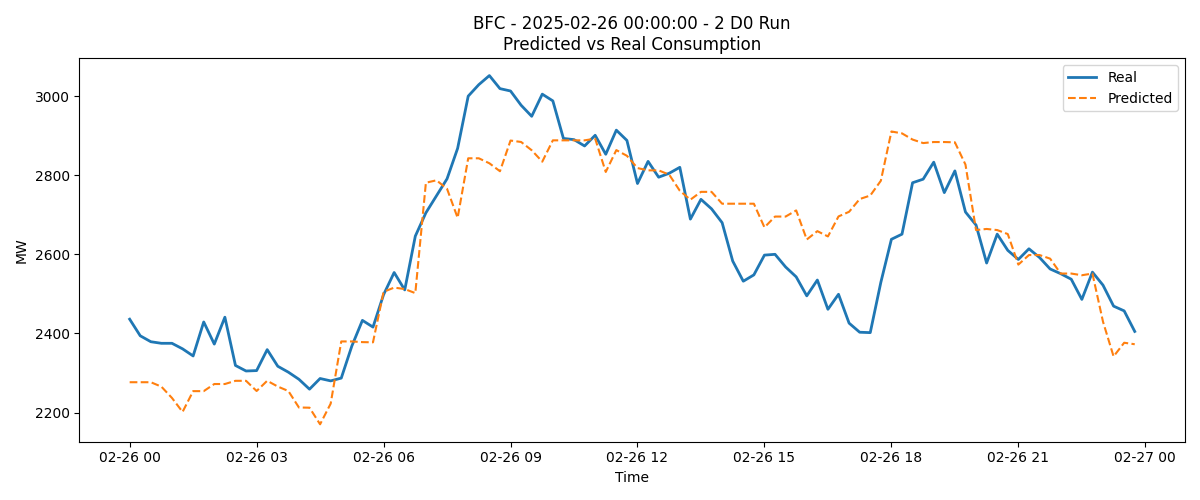 BFC - 2025-02-26 00:00:00 - 2 D0 Run
Predicted vs Real Consumption
Real
Predicted
MW
3000
2800
2600
2400
2200
02-26 00
02-26 03
02-26 06
02-26 09
02-26 12
02-26 15
02-26 18
02-26 21
02-27 00
Time